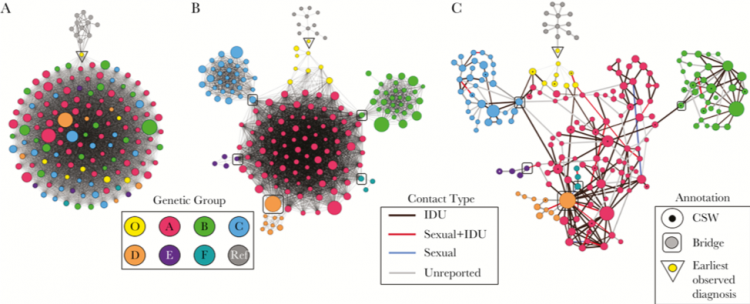 A
B
C
Genetic Group
O
A
B
C
D
E
F
Ref
Contact Type
IDU
Sexual+IDU
Sexual
Unreported
Annotation
CSW
Bridge
Earliest
observed
diagnosis